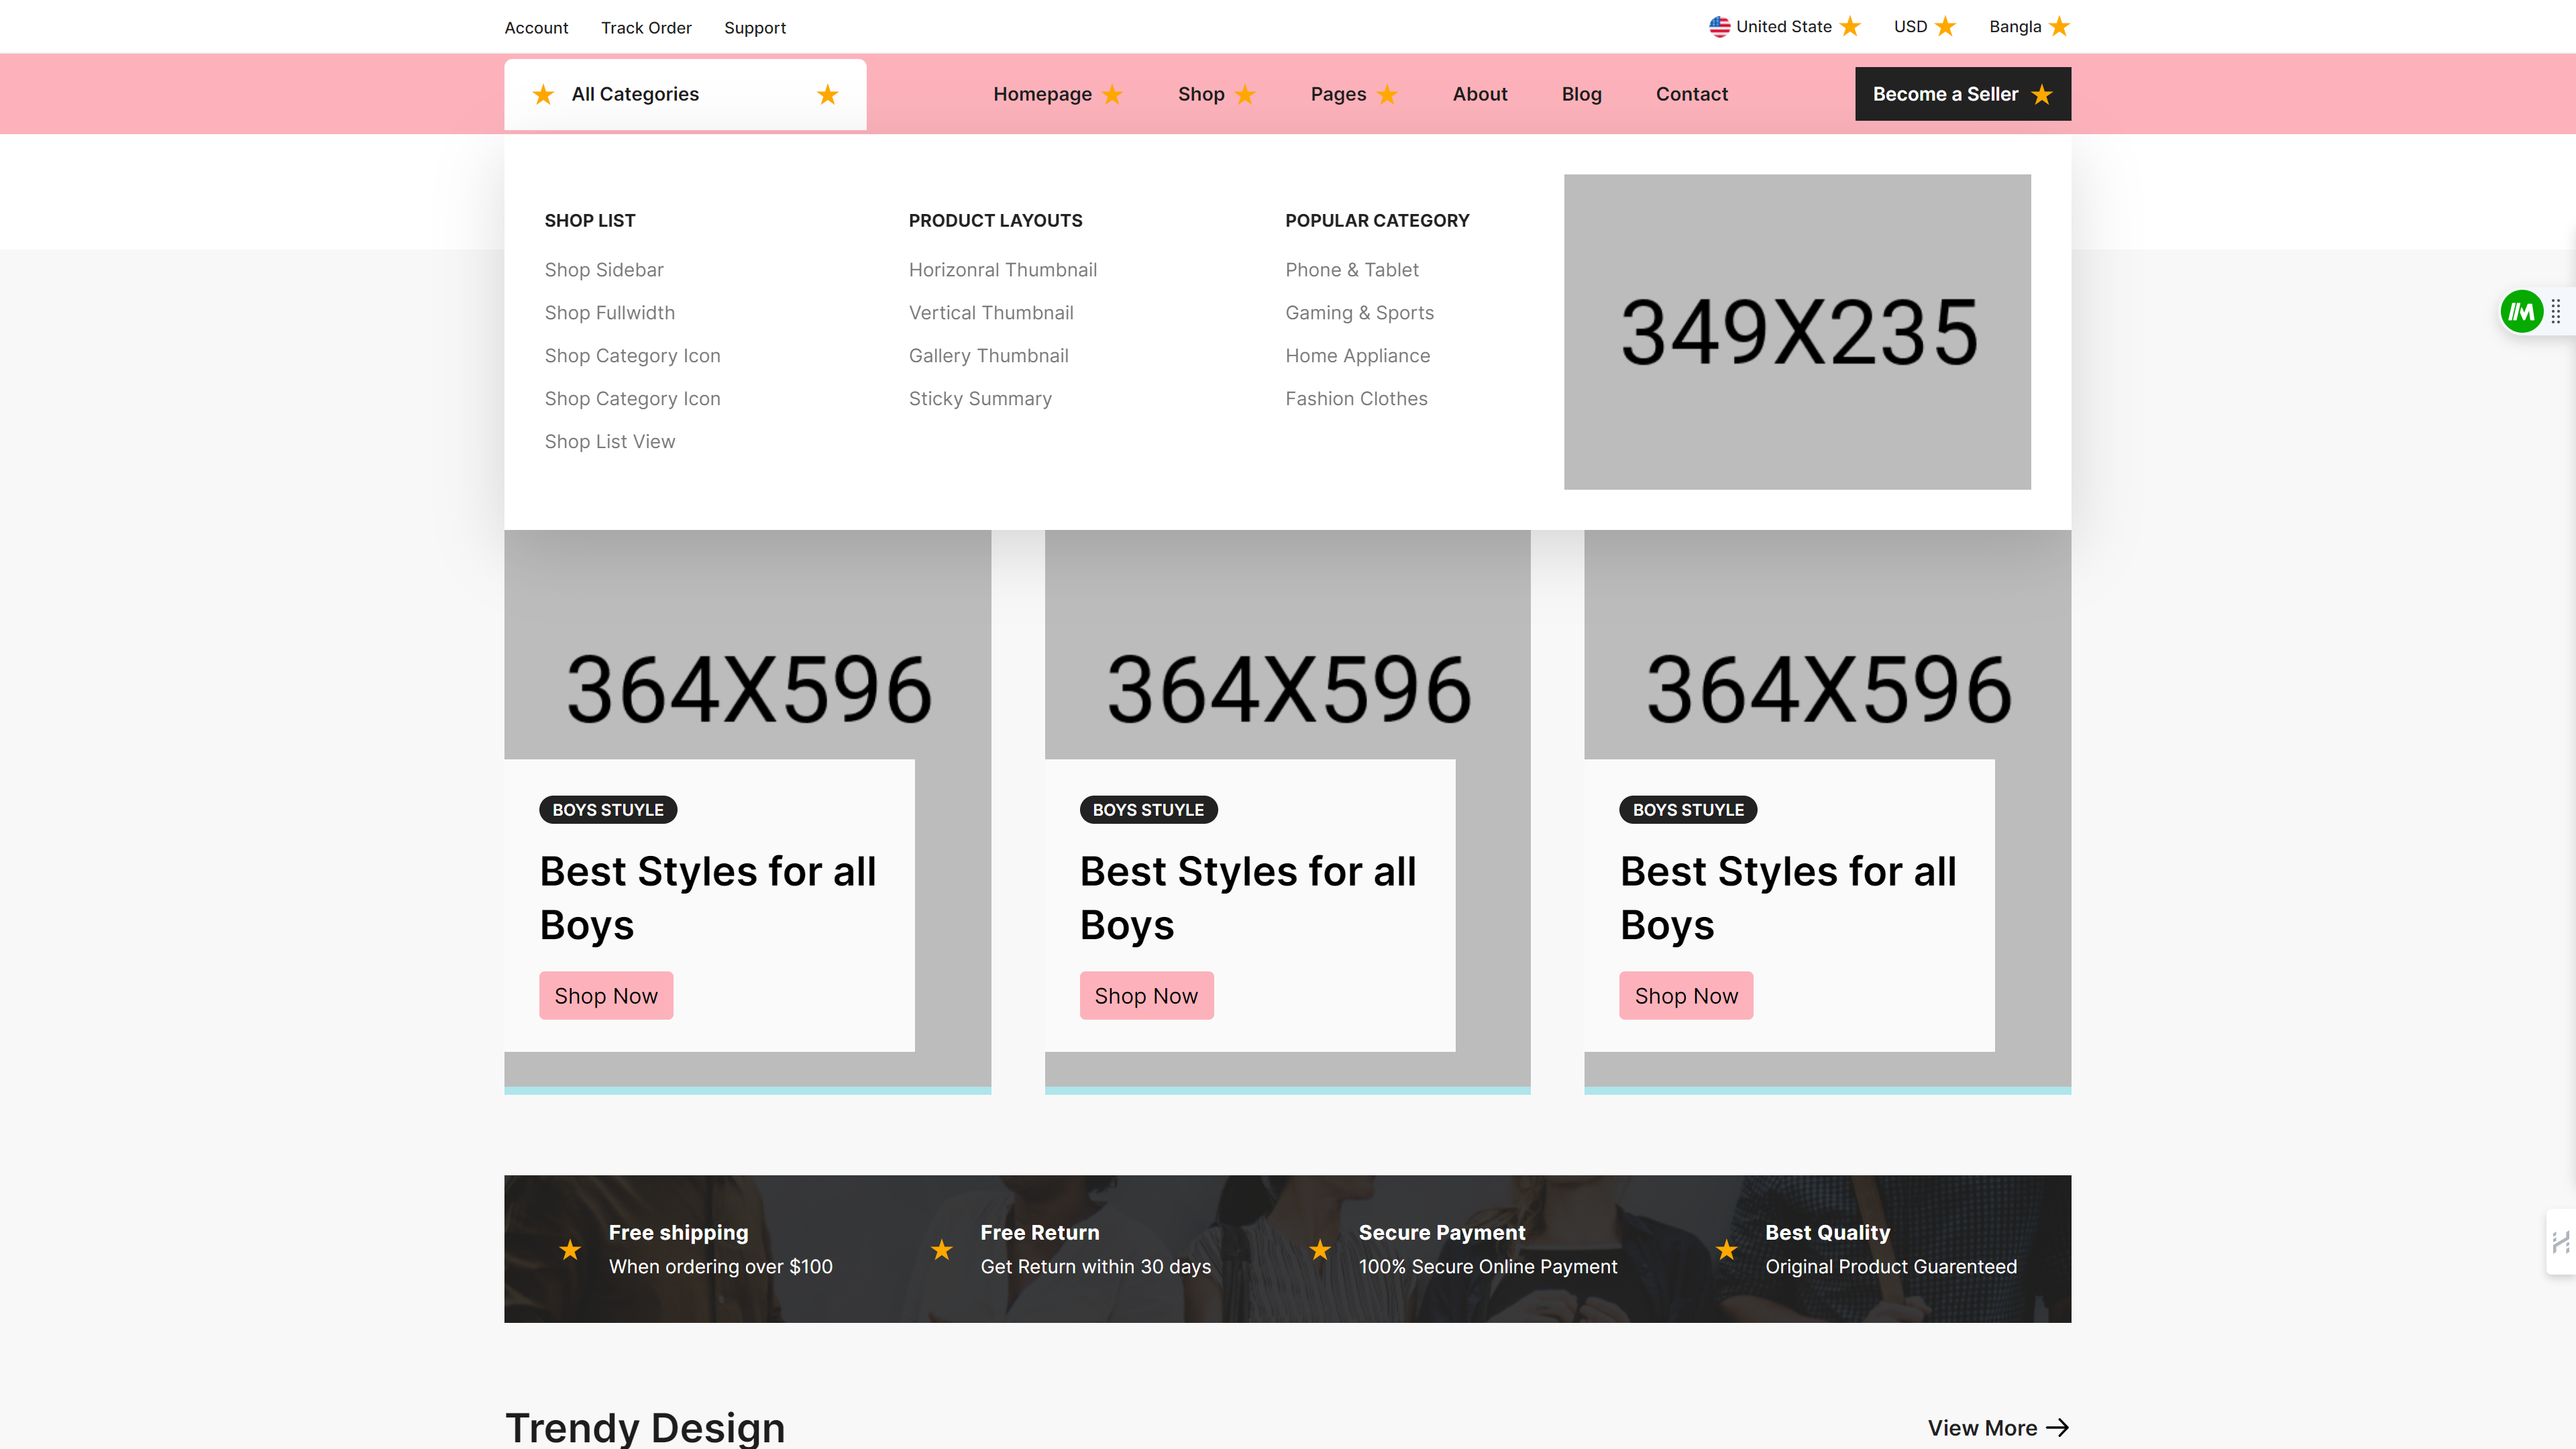 Account Track Order Support
United State USD Bangla
All Categories
Homepage Shop Pages About Blog Contact
Become a Seller
SHOP LIST
Shop Sidebar
Shop Fullwidth
Shop Category Icon
Shop Category Icon
Shop List View
PRODUCT LAYOUTS
Horizonral Thumbnail
Vertical Thumbnail
Gallery Thumbnail
Sticky Summary
POPULAR CATEGORY
Phone & Tablet
Gaming & Sports
Home Appliance
Fashion Clothes
349X235
364X596
BOYS STUYLE
Best Styles for all
Boys
Shop Now
364X596
BOYS STUYLE
Best Styles for all
Boys
Shop Now
364X596
BOYS STUYLE
Best Styles for all
Boys
Shop Now
Free shipping
When ordering over $100
Free Return
Get Return within 30 days
Secure Payment
100% Secure Online Payment
Best Quality
Original Product Guarenteed
Trendy Design
View More